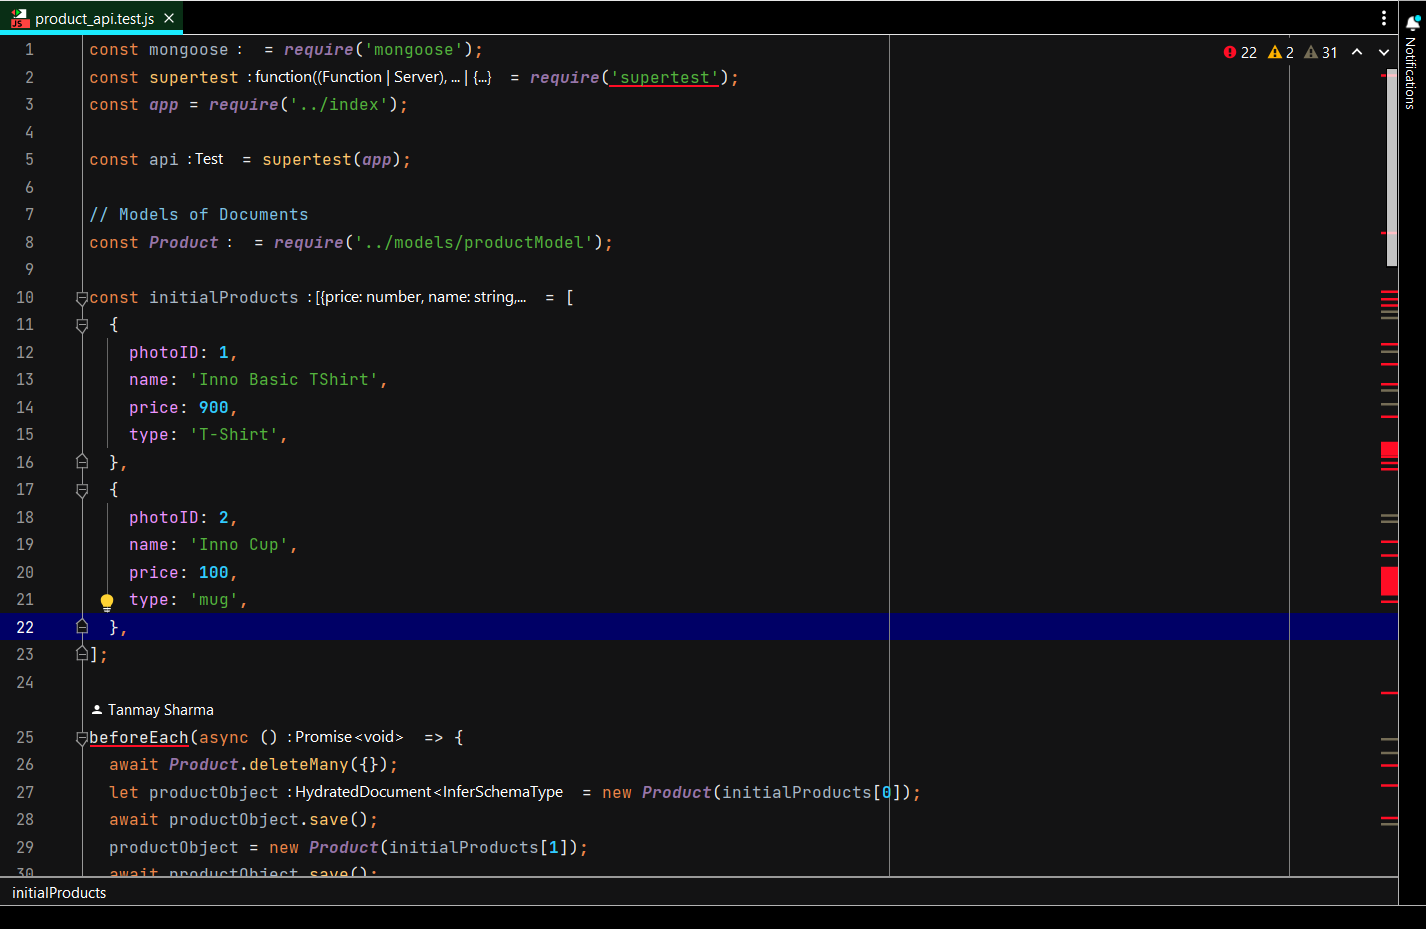 product_api.test.js
22 2 31
Notifications
1 const mongoose : = require('mongoose');
2 const supertest : function((Function | Server), ... | {...} = require('supertest');
3 const app = require('../index');
4
5 const api : Test = supertest(app);
6
7 // Models of Documents
8 const Product : = require('../models/productModel');
9
10 const initialProducts : [{price: number, name: string,... = [
11 {
12 photoID: 1,
13 name: 'Inno Basic TShirt',
14 price: 900,
15 type: 'T-Shirt',
16 },
17 {
18 photoID: 2,
19 name: 'Inno Cup',
20 price: 100,
21 type: 'mug',
22 },
23 ];
24
Tanmay Sharma
25 beforeEach(async () : Promise<void> => {
26 await Product.deleteMany({});
27 let productObject : HydratedDocument<InferSchemaType = new Product(initialProducts[0]);
28 await productObject.save();
29 productObject = new Product(initialProducts[1]);
30 await productObject.save();
initialProducts